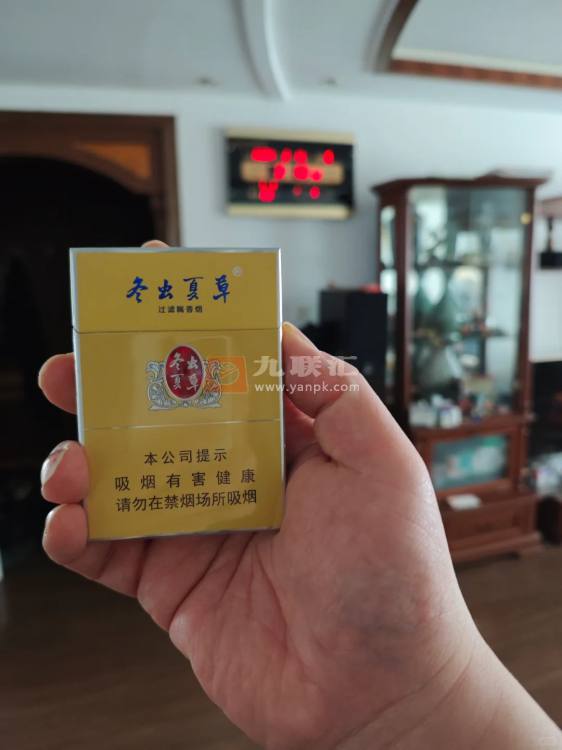 冬虫夏草®
过滤嘴香烟
冬虫
夏草
九联汇
www.yanpk.com
本公司提示
吸烟有害健康
请勿在禁烟场所吸烟